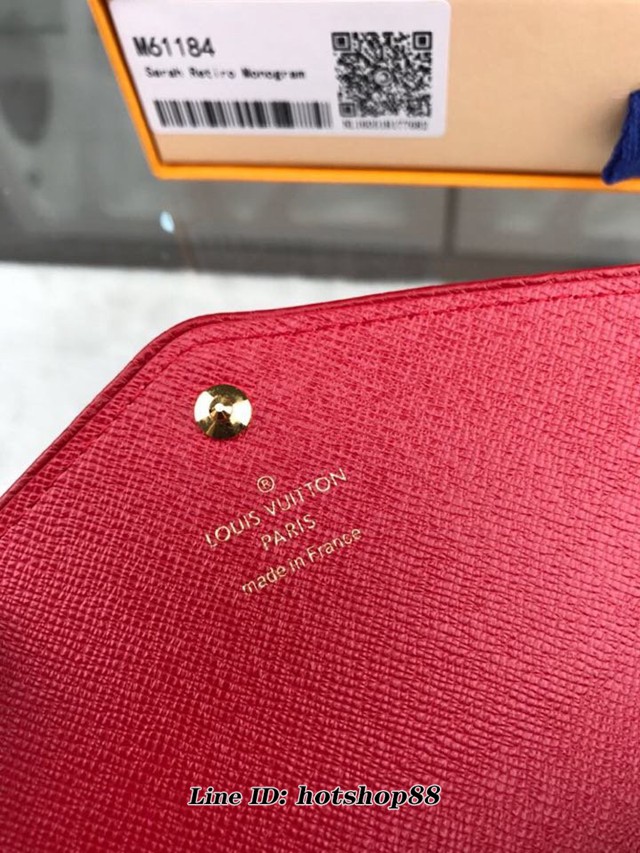 M61184
Sarah Retiro Monogram
®
LOUIS VUITTON
PARIS
made in France
Line ID: hotshop88